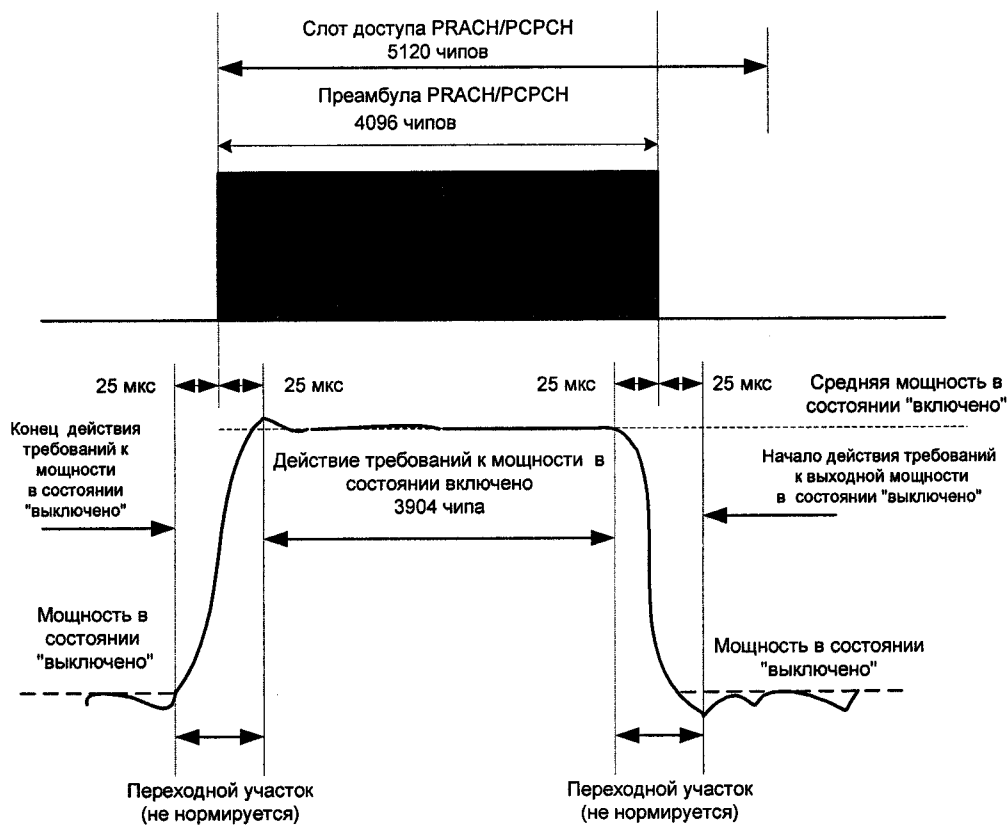 Слот доступа PRACH/PCPCH
5120 чипов
Преамбула PRACH/PCPCH
4096 чипов
25 мкс
25 мкс
25 мкс
25 мкс
Средняя мощность в
состоянии "включено"
Конец действия
требований к
мощности
в состоянии
"выключено"
Действие требований к мощности в
состоянии включено
3904 чипа
Начало действия требований
к выходной мощности
в состоянии "выключено"
Мощность в
состоянии
"выключено"
Мощность в состоянии
"выключено"
Переходной участок
(не нормируется)
Переходной участок
(не нормируется)